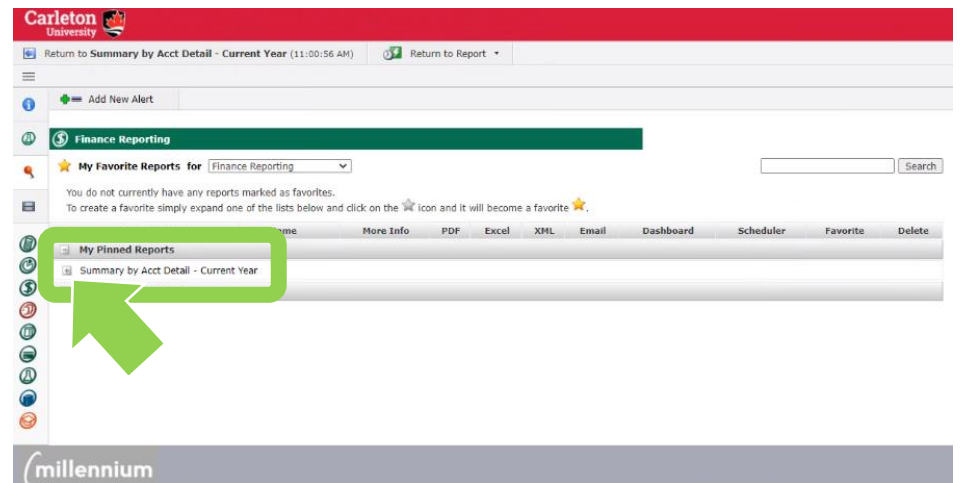 Carleton
University
Return to Summary by Acct Detail - Current Year (11:00:56 AM) Return to Report
Add New Alert
Finance Reporting
My Favorite Reports for Finance Reporting Search
You do not currently have any reports marked as favorites.
To create a favorite simply expand one of the lists below and click on the icon and it will become a favorite .
More Info PDF Excel XML Email Dashboard Scheduler Favorite Delete
My Pinned Reports
Summary by Acct Detail - Current Year
millennium